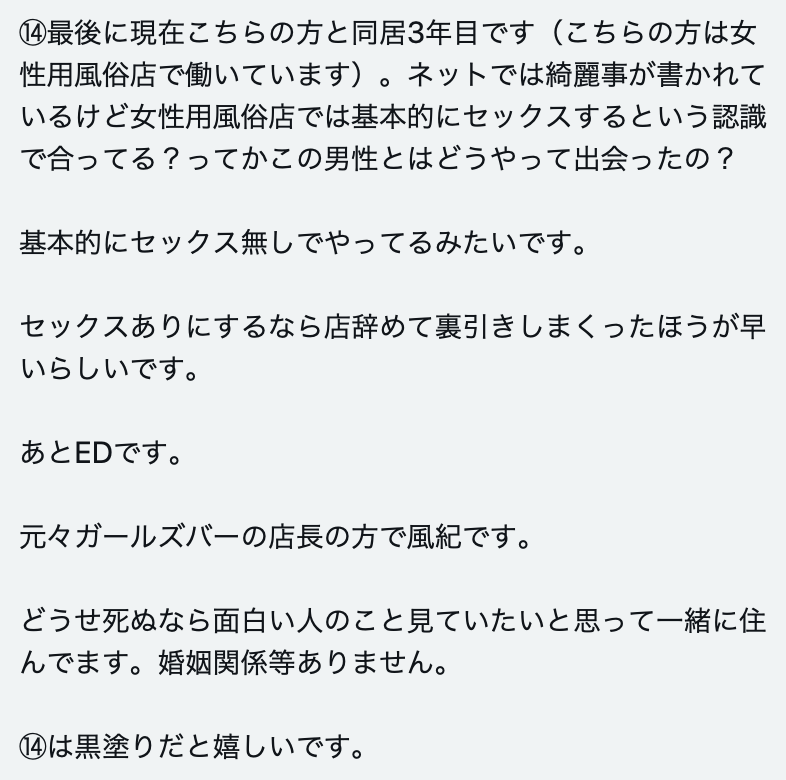 ⑭最後に現在こちらの方と同居3年目です（こちらの方は女
性用風俗店で働いています）。ネットでは綺麗事が書かれて
いるけど女性用風俗店では基本的にセックスするという認識
で合ってる？ってかこの男性とはどうやって出会ったの？
基本的にセックス無しでやってるみたいです。
セックスありにするなら店辞めて裏引きしまくったほうが早
いらしいです。
あとEDです。
元々ガールズバーの店長の方で風紀です。
どうせ死ぬなら面白い人のこと見ていたいと思って一緒に住
んでます。婚姻関係等ありません。
⑭は黒塗りだと嬉しいです。